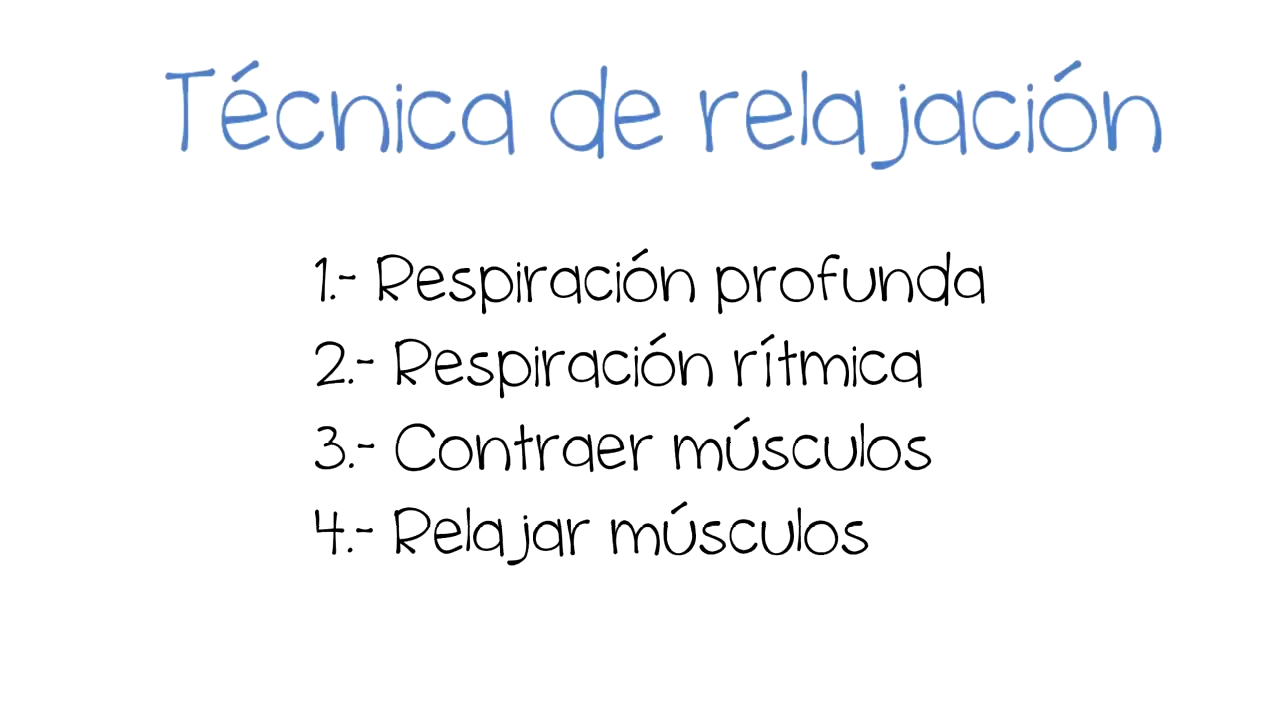 Técnica de relajación
1.- Respiración profunda
2.- Respiración rítmica
3.- Contraer músculos
4.- Relajar músculos